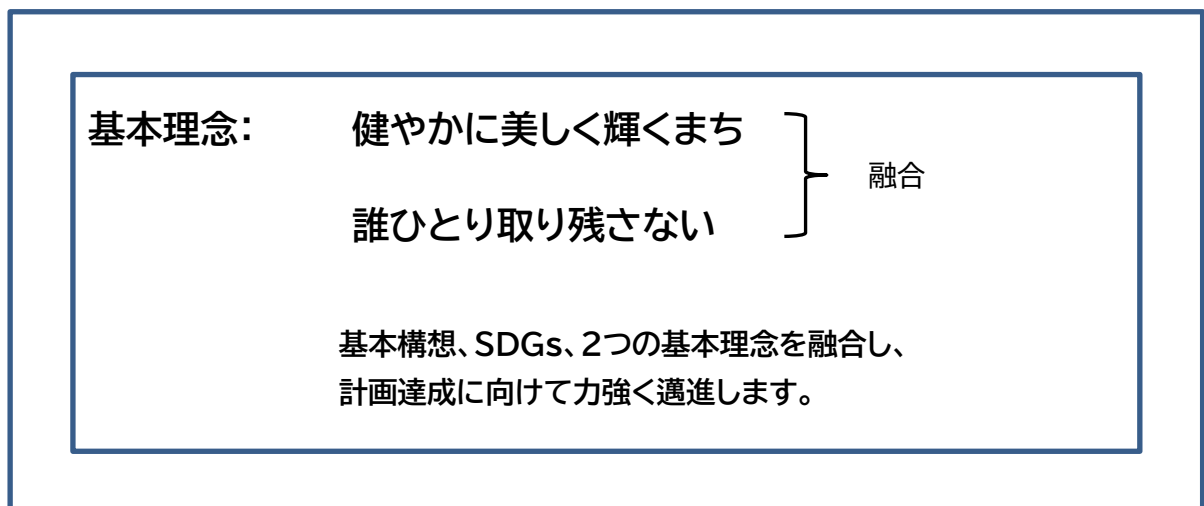 基本理念： 健やかに美しく輝くまち
融合
誰ひとり取り残さない
基本構想、SDGs、2つの基本理念を融合し、
計画達成に向けて力強く邁進します。